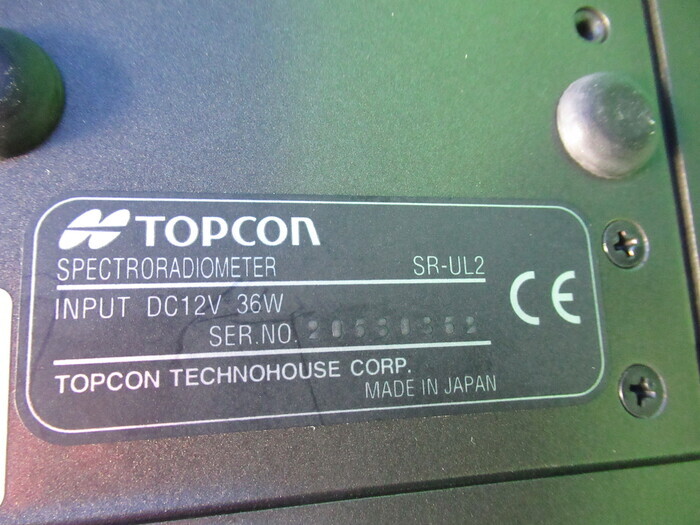 TOPCON
SPECTRORADIOMETER SR-UL2
INPUT DC12V 36W
SER.NO.
TOPCON TECHNOHOUSE CORP.
MADE IN JAPAN
CE